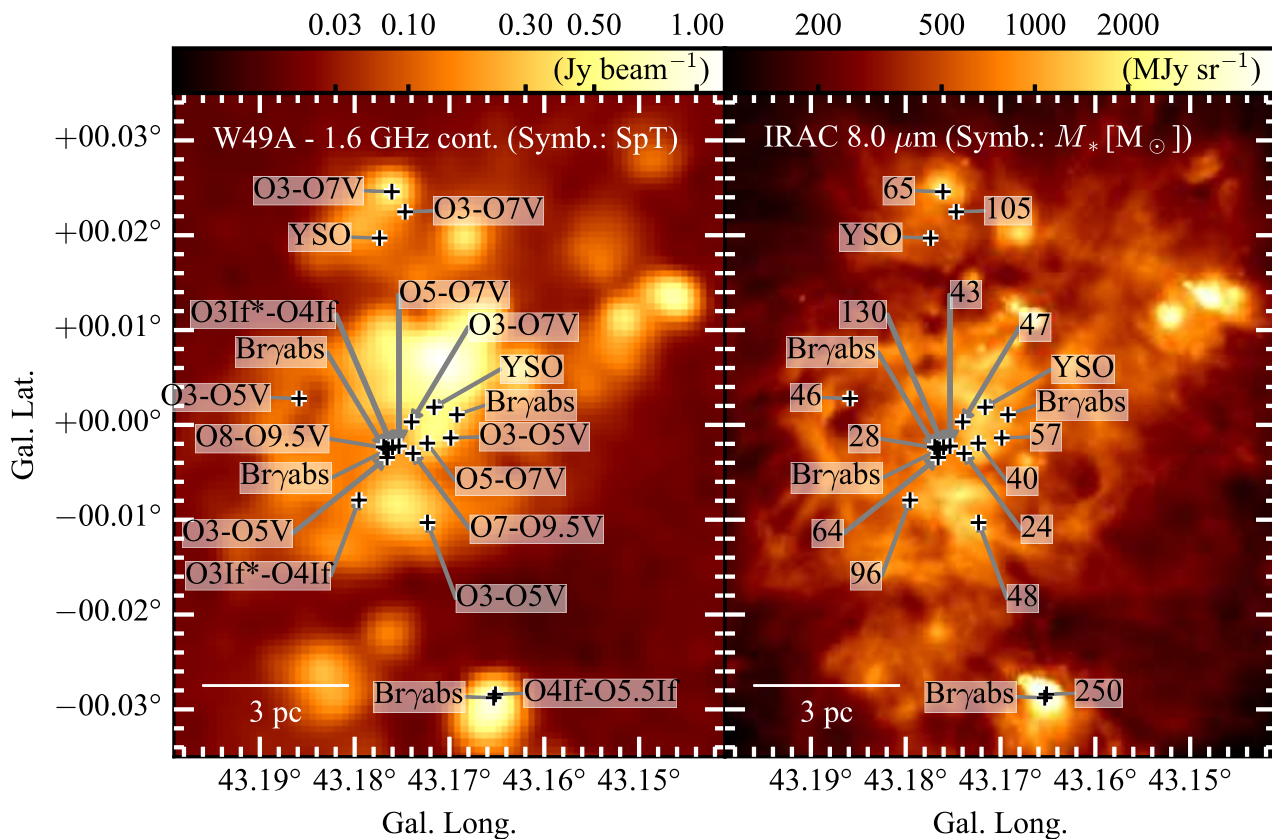 0.03 0.10 0.30 0.50 1.00
(Jy beam⁻¹)
W49A - 1.6 GHz cont. (Symb.: SpT)
+00.03°
+00.02°
+00.01°
+00.00°
−00.01°
−00.02°
−00.03°
Gal. Lat.
O3-O7V
O3-O7V
YSO
O5-O7V
O3If*-O4If
O3-O7V
Brγabs
YSO
O3-O5V
Brγabs
O8-O9.5V
O3-O5V
Brγabs
O5-O7V
O3-O5V
O7-O9.5V
O3If*-O4If
O3-O5V
Brγabs
O4If-O5.5If
3 pc
43.19° 43.18° 43.17° 43.16° 43.15°
Gal. Long.
200 500 1000 2000
(MJy sr⁻¹)
IRAC 8.0 μm (Symb.: M∗[M⊙])
65
105
YSO
43
130
47
Brγabs
YSO
46
Brγabs
28
57
Brγabs
40
64
24
96
48
Brγabs
250
3 pc
43.19° 43.18° 43.17° 43.16° 43.15°
Gal. Long.